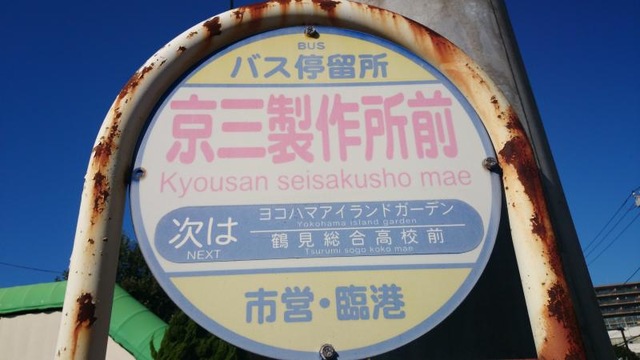 BUS
バス停留所
京三製作所前
Kyousan seisakusho mae
次は
NEXT
ヨコハマアイランドガーデン
Yokohama island garden
鶴見総合高校前
Tsurumi sogo koko mae
市営・臨港